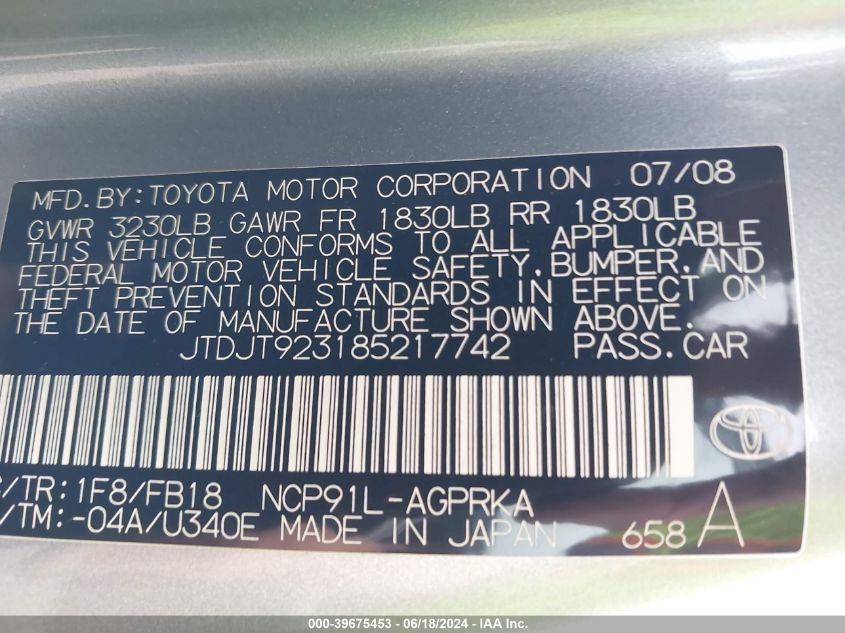 MFD.BY:TOYOTA MOTOR CORPORATION 07/08
GVWR 3230LB GAWR FR 1830LB RR 1830LB
THIS VEHICLE CONFORMS TO ALL APPLICABLE
FEDERAL MOTOR VEHICLE SAFETY,BUMPER,AND
THEFT PREVENTION STANDARDS IN EFFECT ON
THE DATE OF MANUFACTURE SHOWN ABOVE.
JTDJT923185217742 PASS.CAR
/TR:1F8/FB18 NCP91L-AGPRKA
/TM:-04A/U340E MADE IN JAPAN 658 A
000-39675453 - 06/18/2024 - IAA Inc.